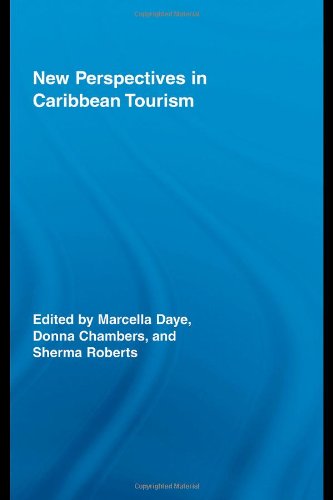 New Perspectives in
Caribbean Tourism
Edited by Marcella Daye,
Donna Chambers, and
Sherma Roberts